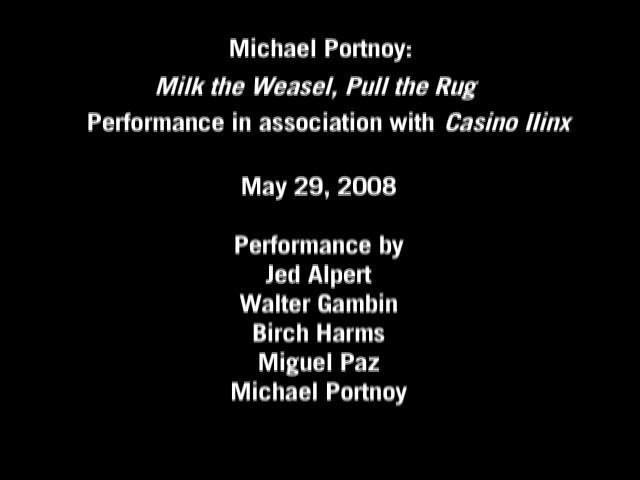 Michael Portnoy:
Milk the Weasel, Pull the Rug
Performance in association with Casino Ilinx
May 29, 2008
Performance by
Jed Alpert
Walter Gambin
Birch Harms
Miguel Paz
Michael Portnoy